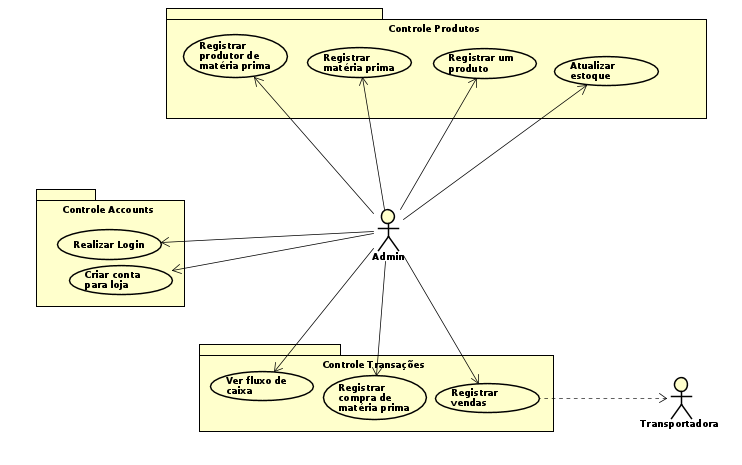 Controle Produtos
Registrar
produtor de
matéria prima
Registrar
matéria prima
Registrar um
produto
Atualizar
estoque
Controle Accounts
Realizar Login
Criar conta
para loja
Admin
Controle Transações
Ver fluxo de
caixa
Registrar
compra de
matéria prima
Registrar
vendas
Transportadora